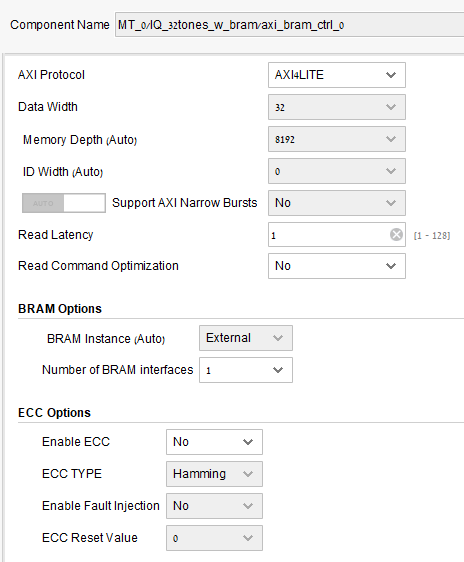 Component Name MT_0/IQ_32tones_w_bram/axi_bram_ctrl_0
AXI Protocol AXI4LITE
Data Width 32
Memory Depth (Auto) 8192
ID Width (Auto) 0
AUTO Support AXI Narrow Bursts No
Read Latency 1 [1 - 128]
Read Command Optimization No
BRAM Options
BRAM Instance (Auto) External
Number of BRAM interfaces 1
ECC Options
Enable ECC No
ECC TYPE Hamming
Enable Fault Injection No
ECC Reset Value 0